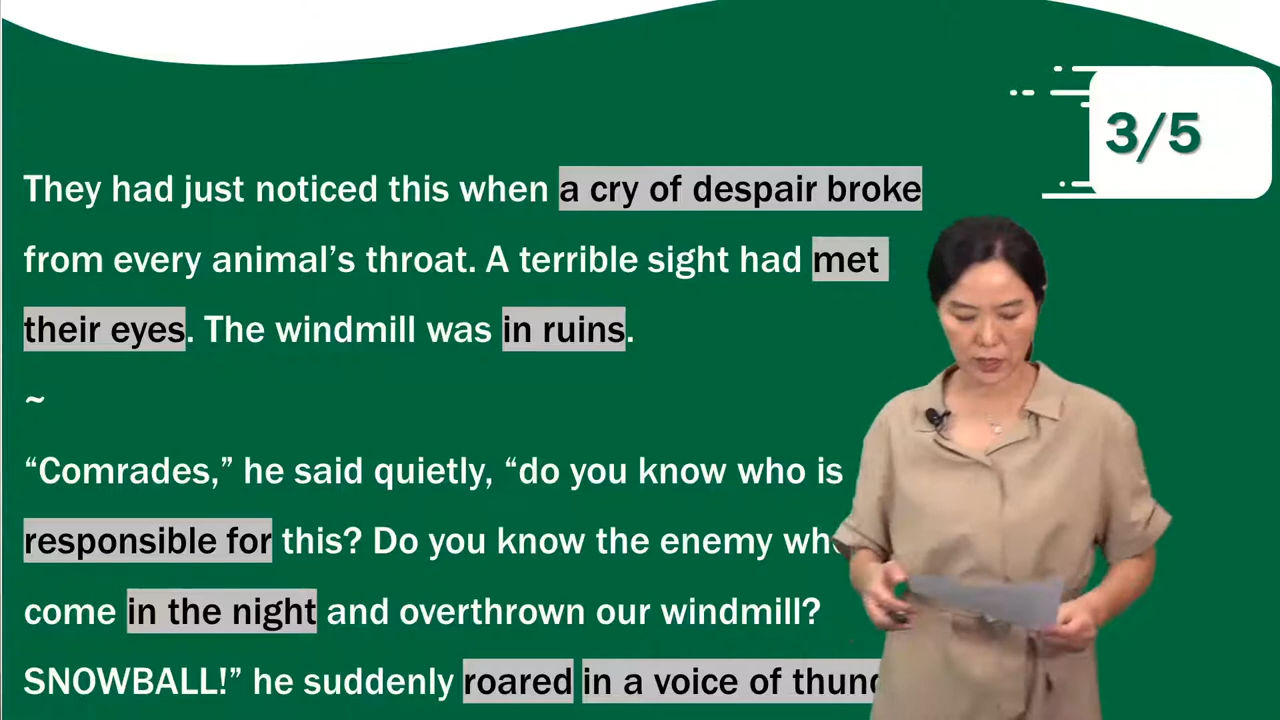 3/5
They had just noticed this when a cry of despair broke
from every animal’s throat. A terrible sight had met
their eyes. The windmill was in ruins.
~
“Comrades,” he said quietly, “do you know who is
responsible for this? Do you know the enemy
come in the night and overthrown our windmill?
SNOWBALL!” he suddenly roared in a voice of